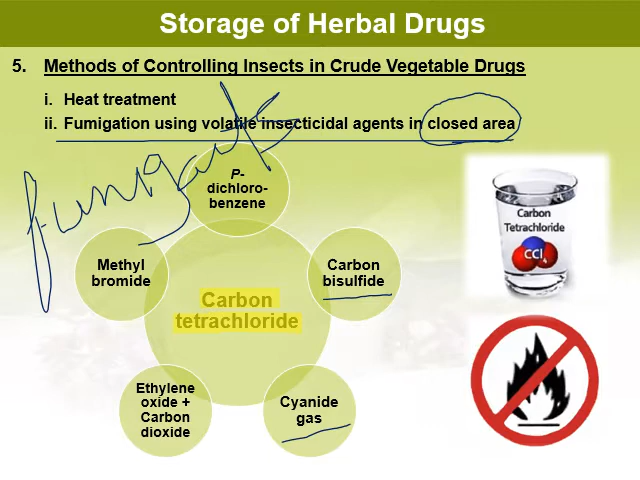 Storage of Herbal Drugs
5. Methods of Controlling Insects in Crude Vegetable Drugs
i. Heat treatment
ii. Fumigation using volatile insecticidal agents in closed area
P-
dichloro-
benzene
Methyl
bromide
Carbon
bisulfide
Carbon
tetrachloride
Ethylene
oxide +
Carbon
dioxide
Cyanide
gas
Carbon
Tetrachloride
CCl4